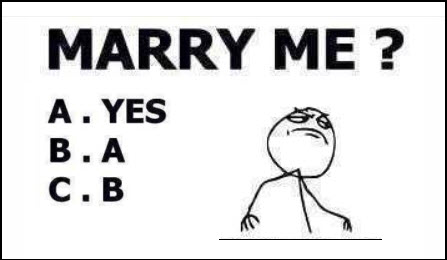 MARRY ME ?
A . YES
B . A
C . B